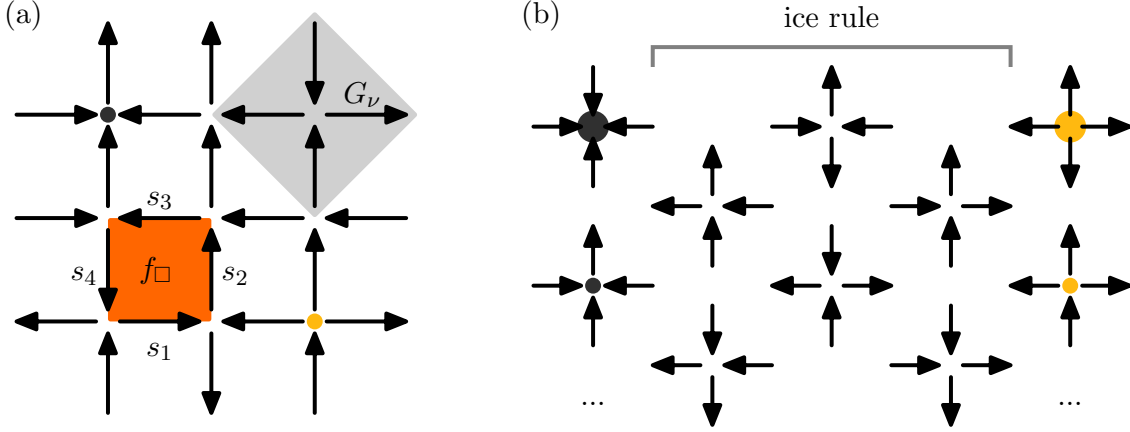 (a)
G_ν
s_3
s_4
f_□
s_2
s_1
(b)
ice rule
...
...